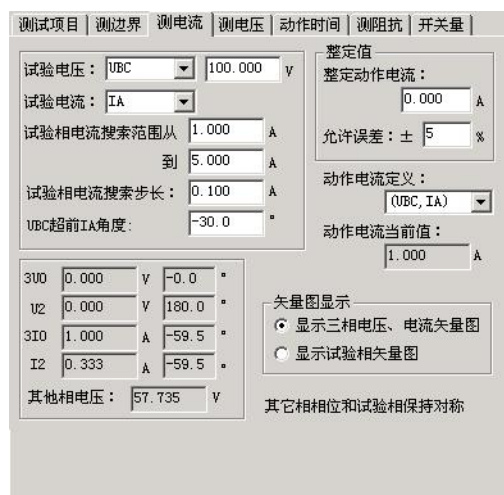 测试项目 测边界 测电流 测电压 动作时间 测阻抗 开关量
试验电压： UBC 100.000 V
试验电流： IA
试验相电流搜索范围从 1.000 A
到 5.000 A
试验相电流搜索步长： 0.100 A
UBC超前IA角度: -30.0 °
整定值
整定动作电流：
0.000 A
允许误差：± 5 %
动作电流定义：
(UBC,IA)
动作电流当前值：
1.000 A
3U0 0.000 V -0.0 °
U2 0.000 V 180.0 °
3I0 1.000 A -59.5 °
I2 0.333 A -59.5 °
其他相电压： 57.735 V
矢量图显示
显示三相电压、电流矢量图
显示试验相矢量图
其它相相位和试验相保持对称